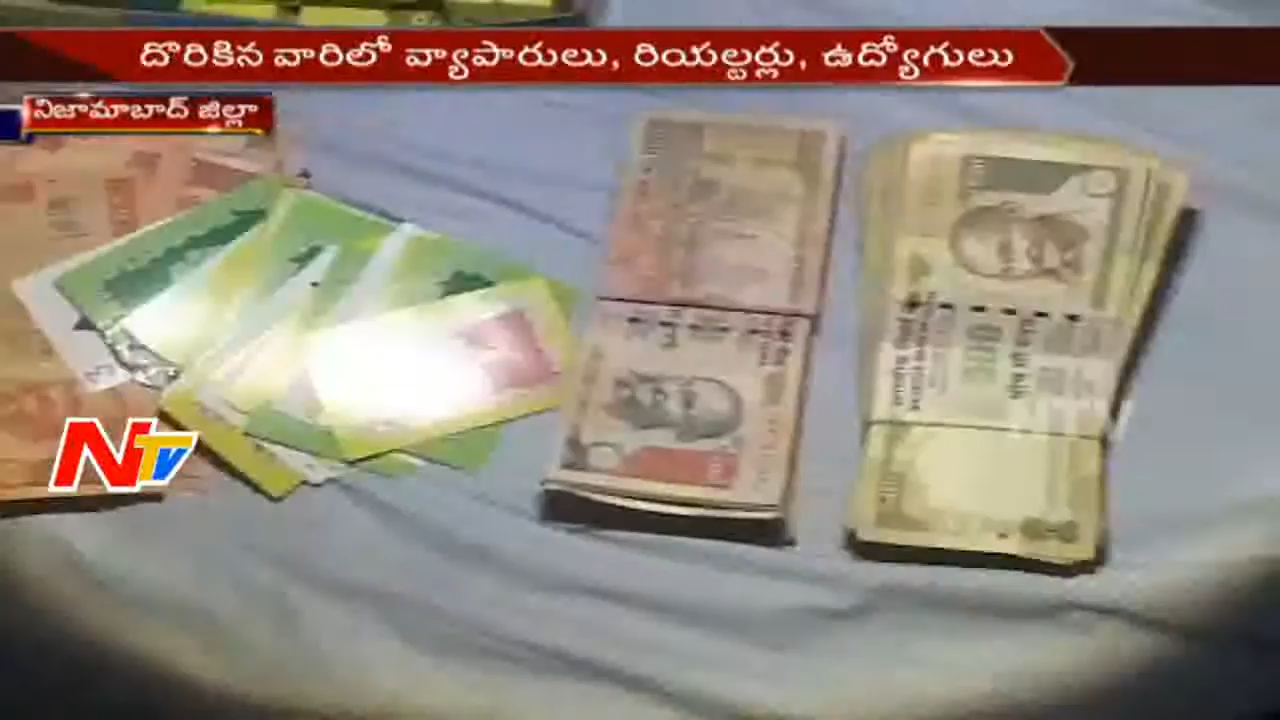 దొరికిన వారిలో వ్యాపారులు, రియల్టర్లు, ఉద్యోగులు
నిజామాబాద్ జిల్లా
NTV